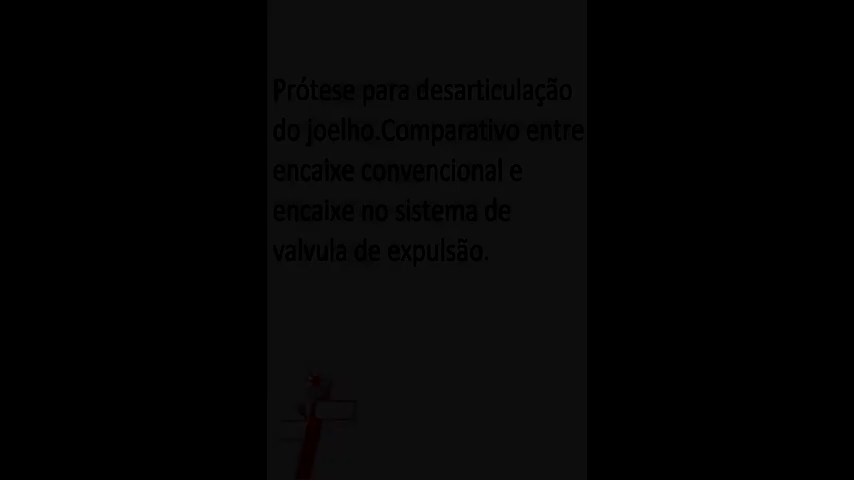 Prótese para desarticulação
do joelho.Comparativo entre
encaixe convencional e
encaixe no sistema de
valvula de expulsão.